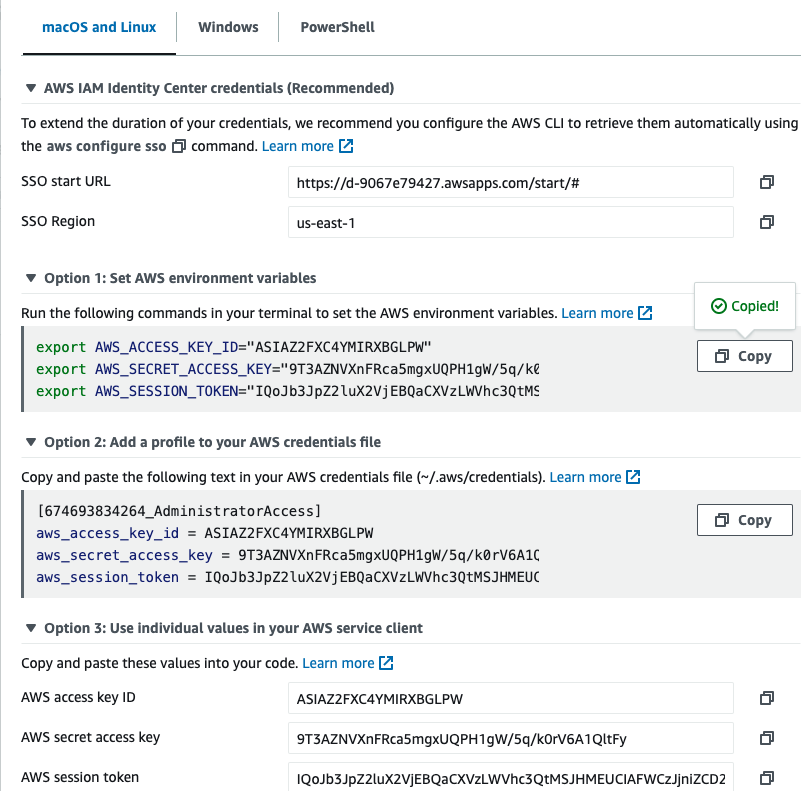 macOS and Linux
Windows
PowerShell
AWS IAM Identity Center credentials (Recommended)
To extend the duration of your credentials, we recommend you configure the AWS CLI to retrieve them automatically using
the aws configure sso command. Learn more
SSO start URL
https://d-9067e79427.awsapps.com/start/#
SSO Region
us-east-1
Option 1: Set AWS environment variables
Run the following commands in your terminal to set the AWS environment variables. Learn more
Copied!
export AWS_ACCESS_KEY_ID="ASIAZ2FXC4YMIRXBGLPW"
export AWS_SECRET_ACCESS_KEY="9T3AZNVXnFRca5mgxUQPH1gW/5q/k0
export AWS_SESSION_TOKEN="IQoJb3JpZ2luX2VjEBQaCXVzLWVhc3QtMS
Copy
Option 2: Add a profile to your AWS credentials file
Copy and paste the following text in your AWS credentials file (~/.aws/credentials). Learn more
[674693834264_AdministratorAccess]
aws_access_key_id = ASIAZ2FXC4YMIRXBGLPW
aws_secret_access_key = 9T3AZNVXnFRca5mgxUQPH1gW/5q/k0rV6A1Q
aws_session_token = IQoJb3JpZ2luX2VjEBQaCXVzLWVhc3QtMSJHMEUC
Copy
Option 3: Use individual values in your AWS service client
Copy and paste these values into your code. Learn more
AWS access key ID
ASIAZ2FXC4YMIRXBGLPW
AWS secret access key
9T3AZNVXnFRca5mgxUQPH1gW/5q/k0rV6A1QltFy
AWS session token
IQoJb3JpZ2luX2VjEBQaCXVzLWVhc3QtMSJHMEUCIAFWCzJjniZCD2